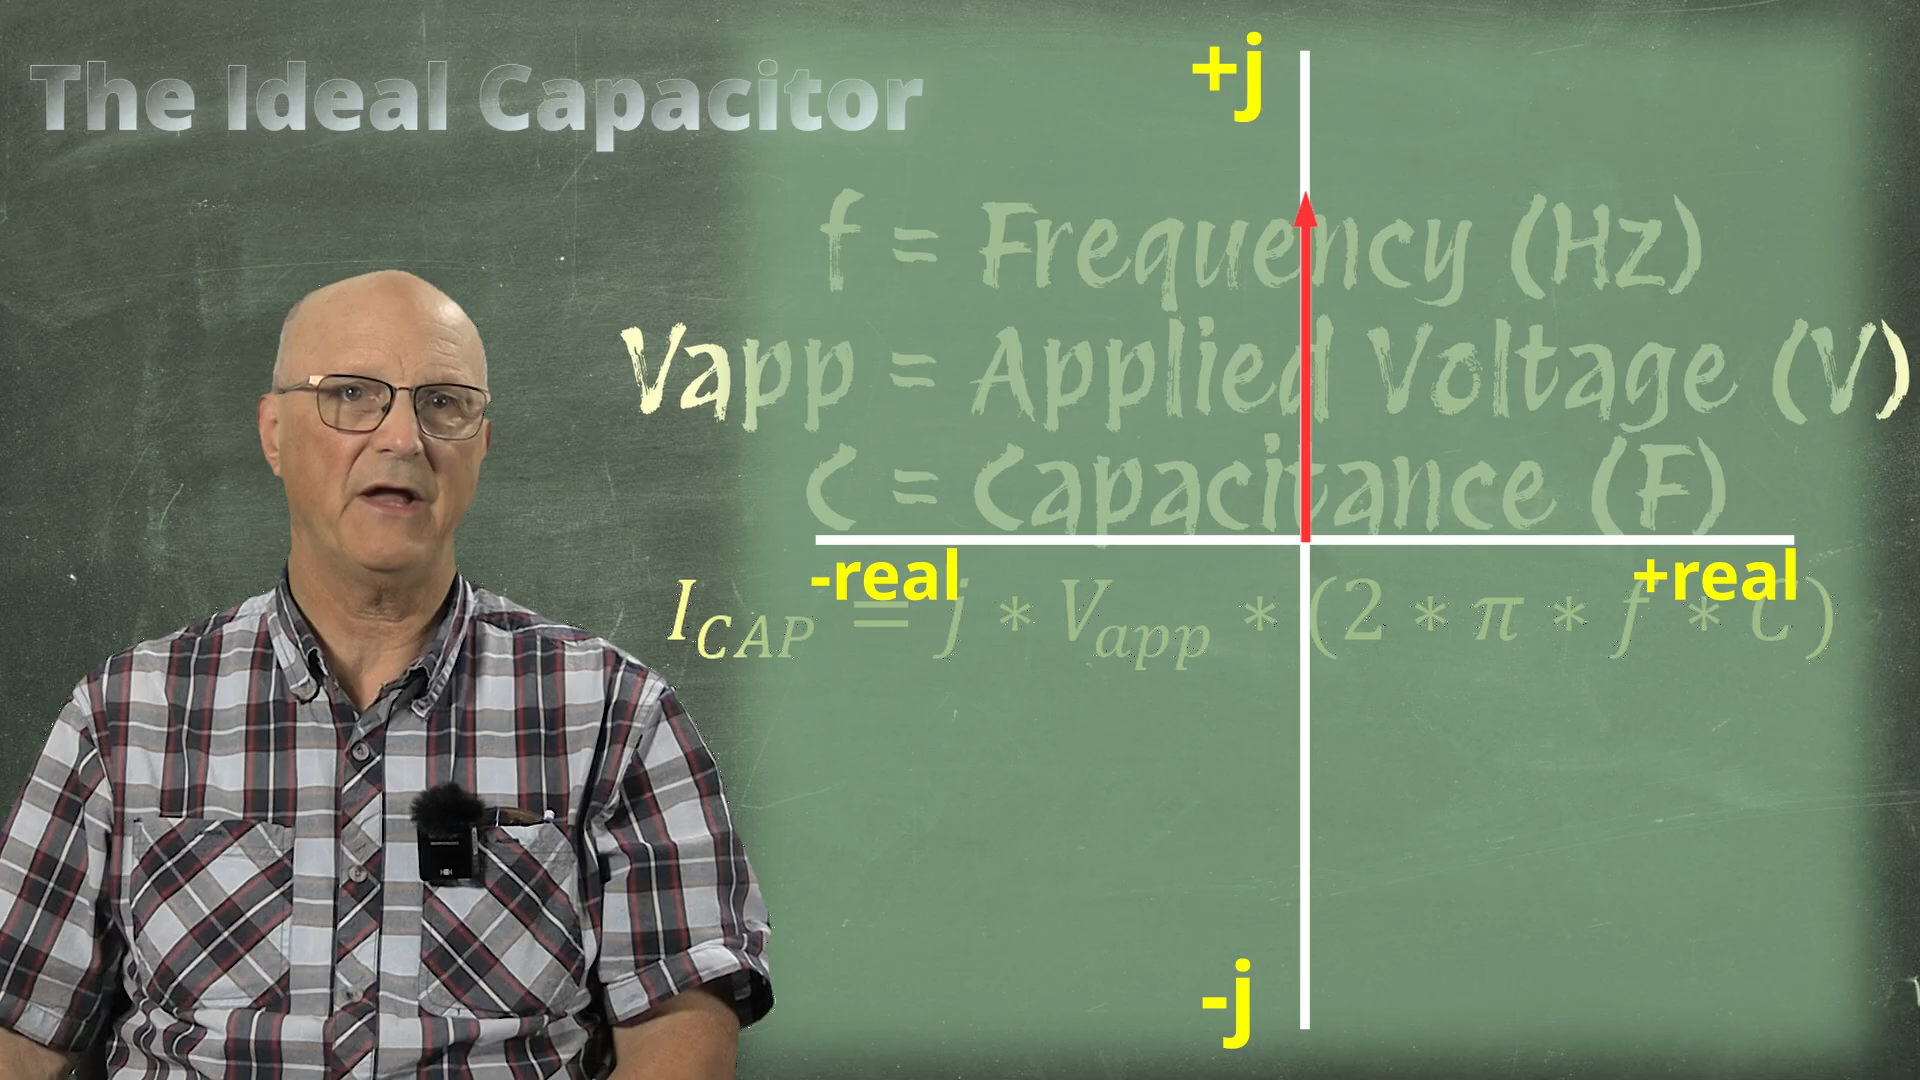 The Ideal Capacitor
+j
f = Frequency (Hz)
Vapp = Applied Voltage (V)
C = Capacitance (F)
-real
+real
I_CAP = j * V_app * (2 * π * f * C)
-j